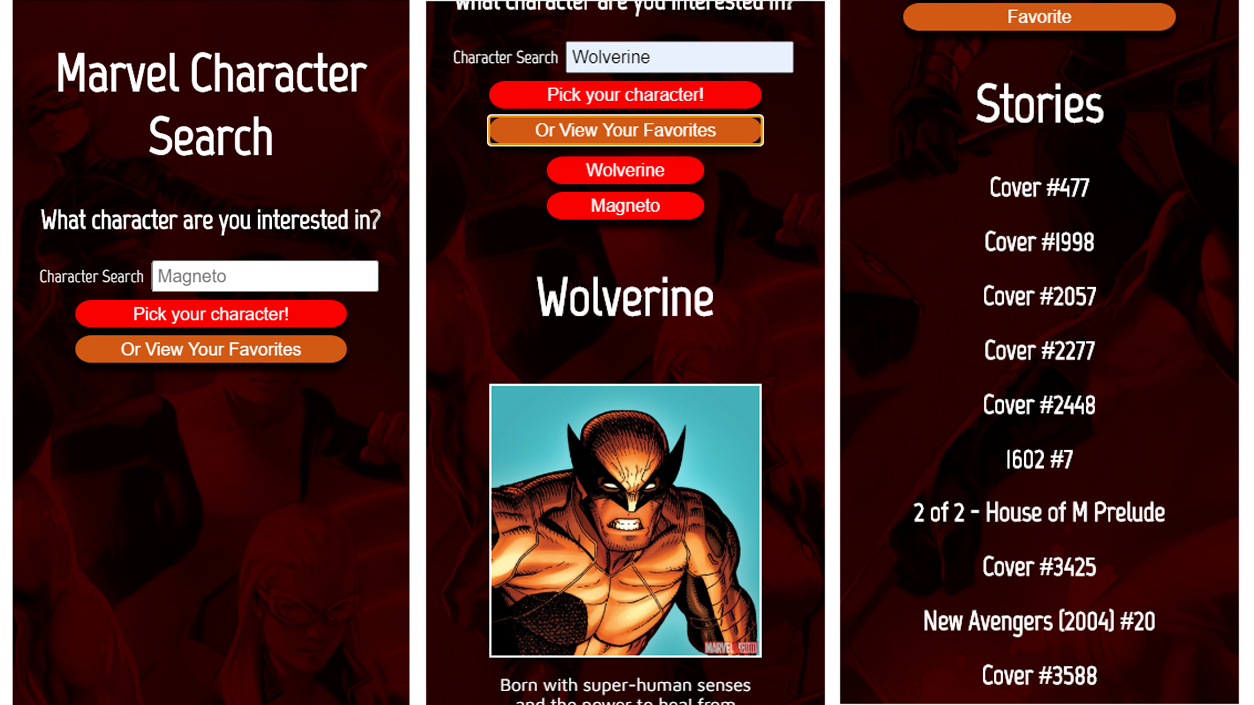 Marvel Character
Search
What character are you interested in?
Character Search Magneto
Pick your character!
Or View Your Favorites
What character are you interested in?
Character Search Wolverine
Pick your character!
Or View Your Favorites
Wolverine
Magneto
Wolverine
MARVEL.COM
Born with super-human senses
and the power to heal from
Favorite
Stories
Cover #477
Cover #1998
Cover #2057
Cover #2277
Cover #2448
1602 #7
2 of 2 - House of M Prelude
Cover #3425
New Avengers (2004) #20
Cover #3588